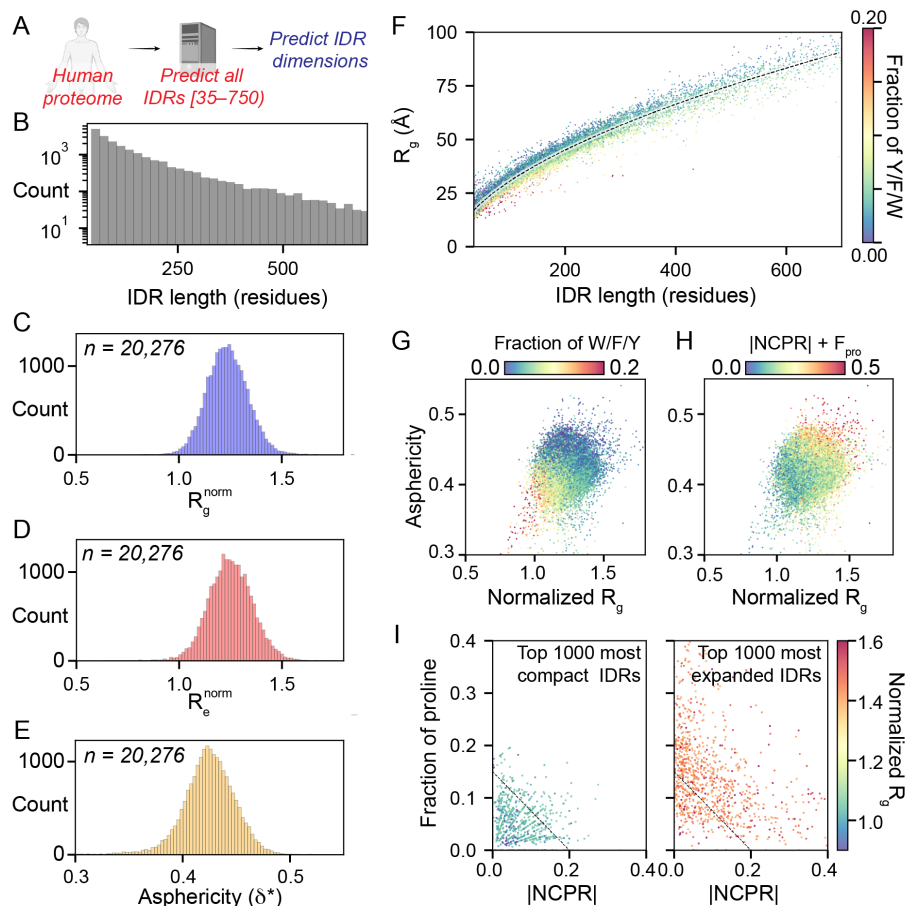 A
Human
proteome
Predict all
IDRs [35–750)
Predict IDR
dimensions
B
Count
10³
10¹
250
500
IDR length (residues)
C
n = 20,276
1000
Count
0
0.5
1.0
1.5
R_g^norm
D
n = 20,276
1000
Count
0
0.5
1.0
1.5
R_e^norm
E
n = 20,276
1000
Count
0
0.3
0.4
0.5
Asphericity (δ*)
F
100
75
50
25
0
R_g (Å)
200
400
600
IDR length (residues)
0.20
Fraction of Y/F/W
0.00
G
Fraction of W/F/Y
0.0
0.2
Asphericity
0.5
0.4
0.3
0.5
1.0
1.5
Normalized R_g
H
|NCPR| + F_pro
0.0
0.5
0.5
0.4
0.3
0.5
1.0
1.5
Normalized R_g
I
Fraction of proline
0.4
0.3
0.2
0.1
0.0
Top 1000 most
compact IDRs
0.0
0.2
0.4
|NCPR|
Top 1000 most
expanded IDRs
0.0
0.2
0.4
|NCPR|
1.6
1.4
1.2
1.0
Normalized R_g